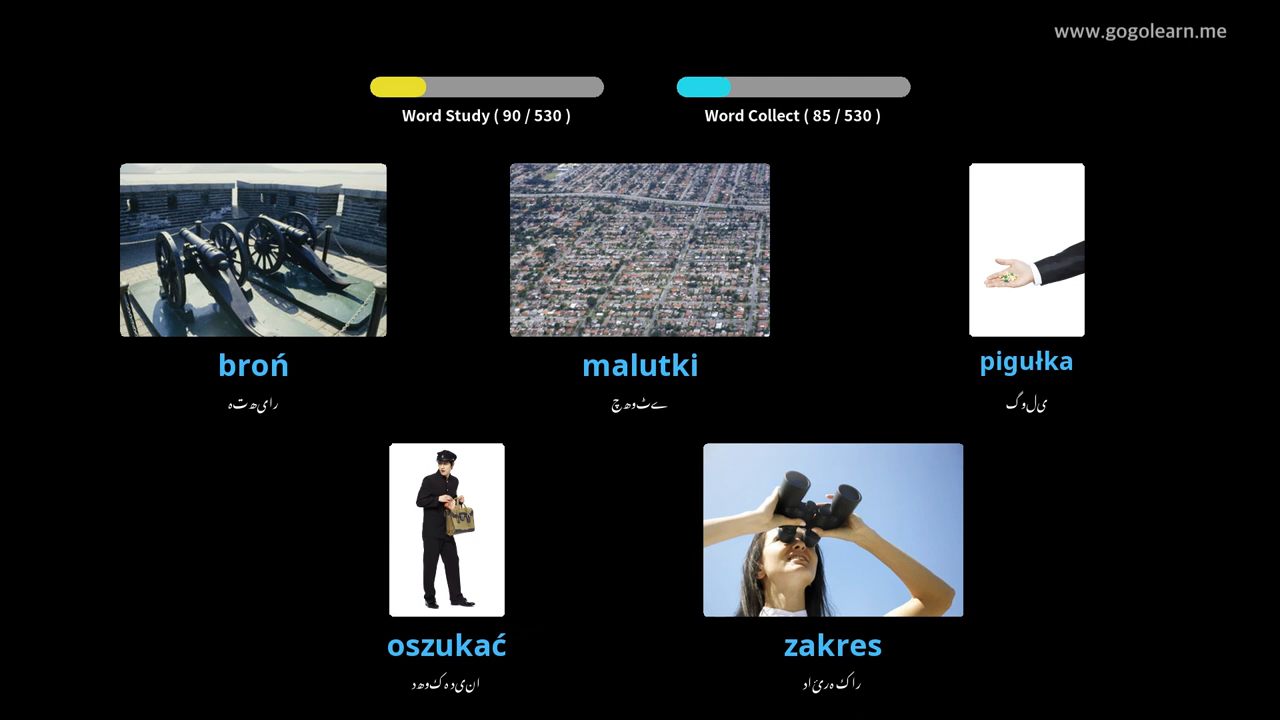 www.gogolearn.me
Word Study ( 90 / 530 )
Word Collect ( 85 / 530 )
broń
malutki
pigułka
ہتھیار
چھوٹے
گولی
oszukać
zakres
دھوکہ دینا
دائرہ کار